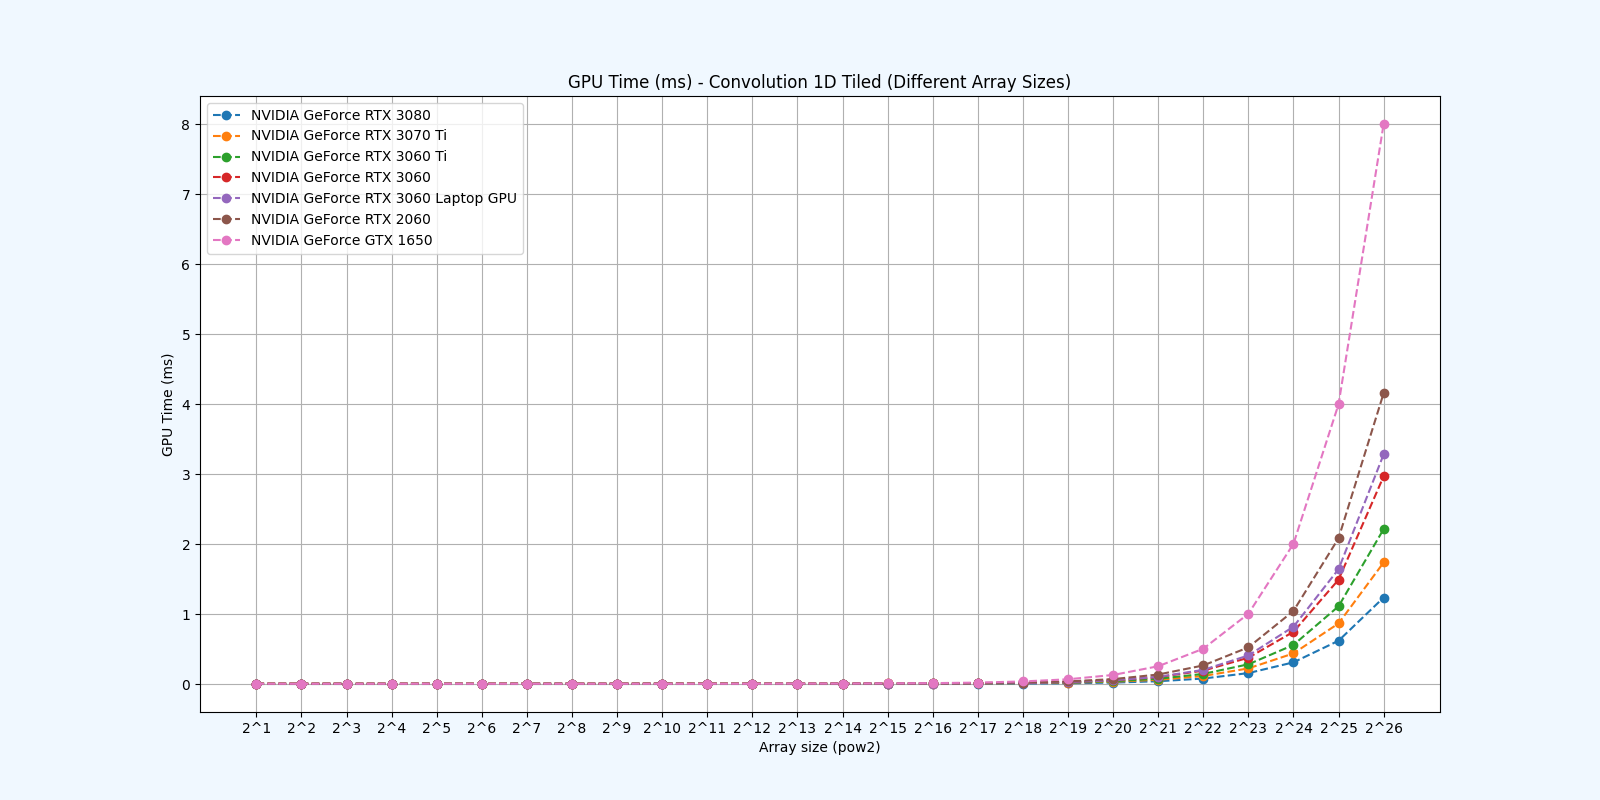 GPU Time (ms) - Convolution 1D Tiled (Different Array Sizes)
NVIDIA GeForce RTX 3080
NVIDIA GeForce RTX 3070 Ti
NVIDIA GeForce RTX 3060 Ti
NVIDIA GeForce RTX 3060
NVIDIA GeForce RTX 3060 Laptop GPU
NVIDIA GeForce RTX 2060
NVIDIA GeForce GTX 1650
8
7
6
5
4
3
2
1
0
GPU Time (ms)
2^1 2^2 2^3 2^4 2^5 2^6 2^7 2^8 2^9 2^10 2^11 2^12 2^13 2^14 2^15 2^16 2^17 2^18 2^19 2^20 2^21 2^22 2^23 2^24 2^25 2^26
Array size (pow2)